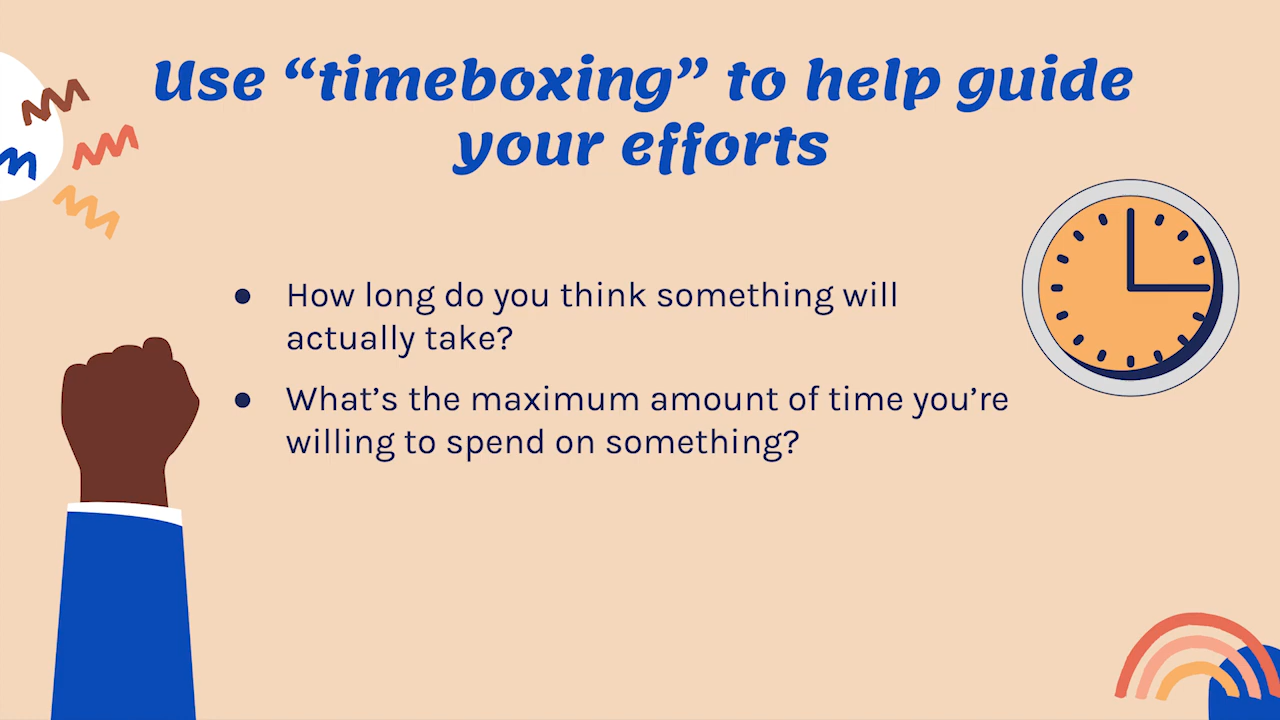 Use “timeboxing” to help guide
your efforts
● How long do you think something will
actually take?
● What’s the maximum amount of time you’re
willing to spend on something?